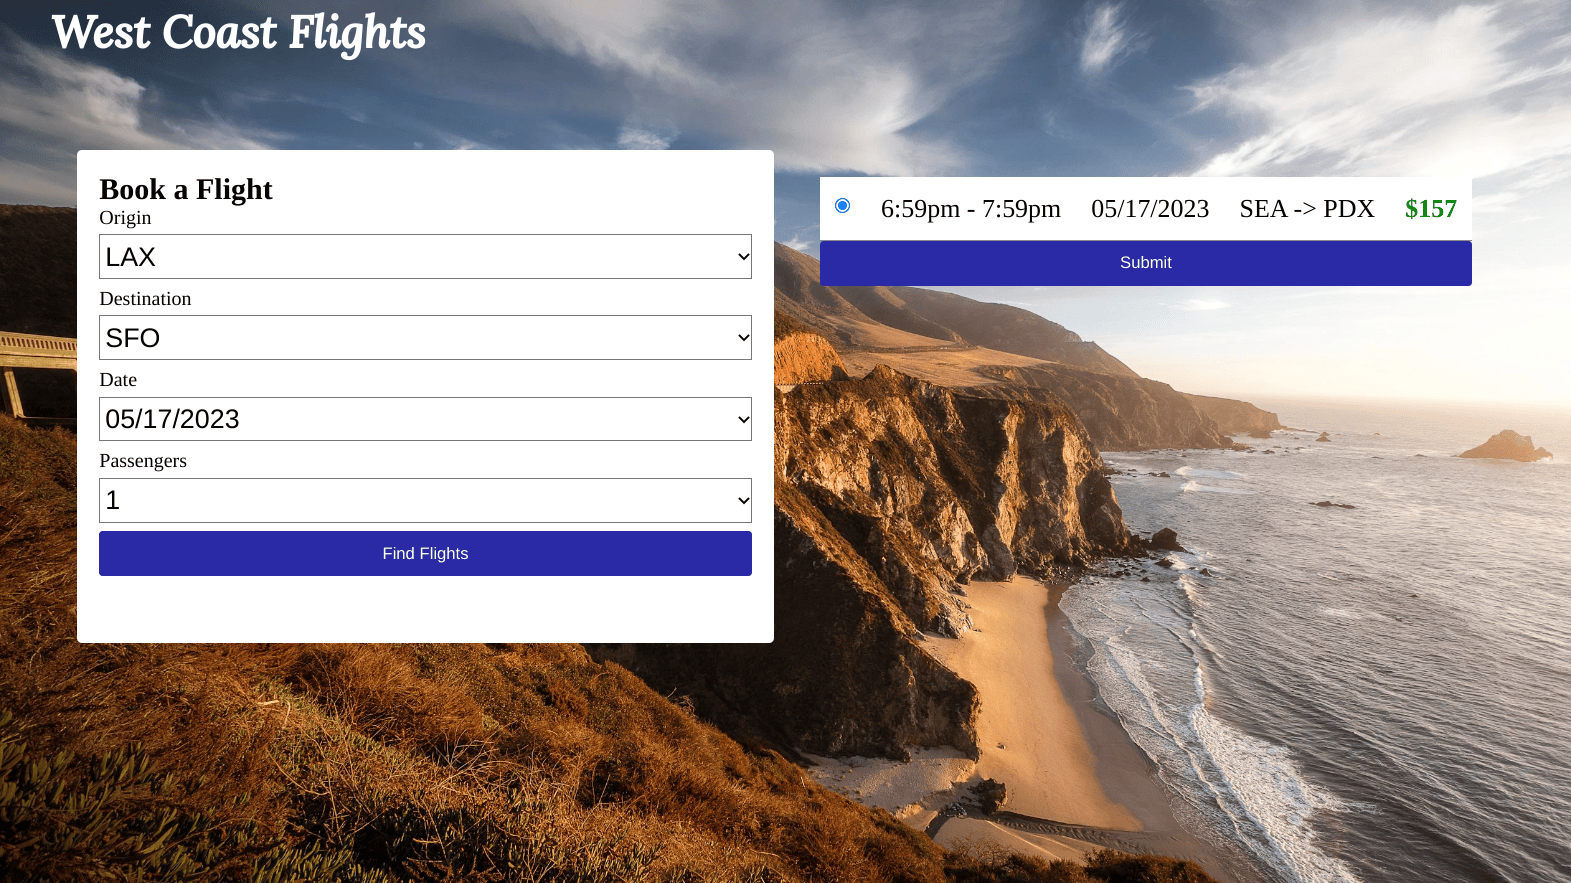 West Coast Flights
Book a Flight
Origin
LAX
Destination
SFO
Date
05/17/2023
Passengers
1
Find Flights
6:59pm - 7:59pm 05/17/2023 SEA -> PDX $157
Submit